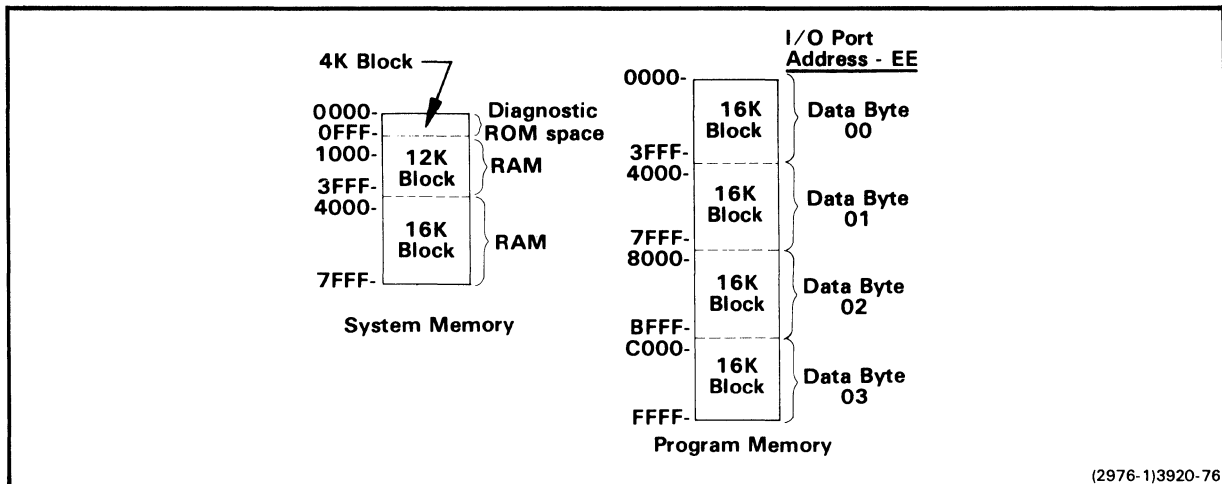 4K Block
0000-
0FFF-
1000-
3FFF-
4000-
7FFF-
Diagnostic
ROM space
12K
Block
RAM
16K
Block
RAM
System Memory
I/O Port
Address - EE
0000-
3FFF-
4000-
7FFF-
8000-
BFFF-
C000-
FFFF-
16K
Block
Data Byte
00
16K
Block
Data Byte
01
16K
Block
Data Byte
02
16K
Block
Data Byte
03
Program Memory
(2976-1)3920-76